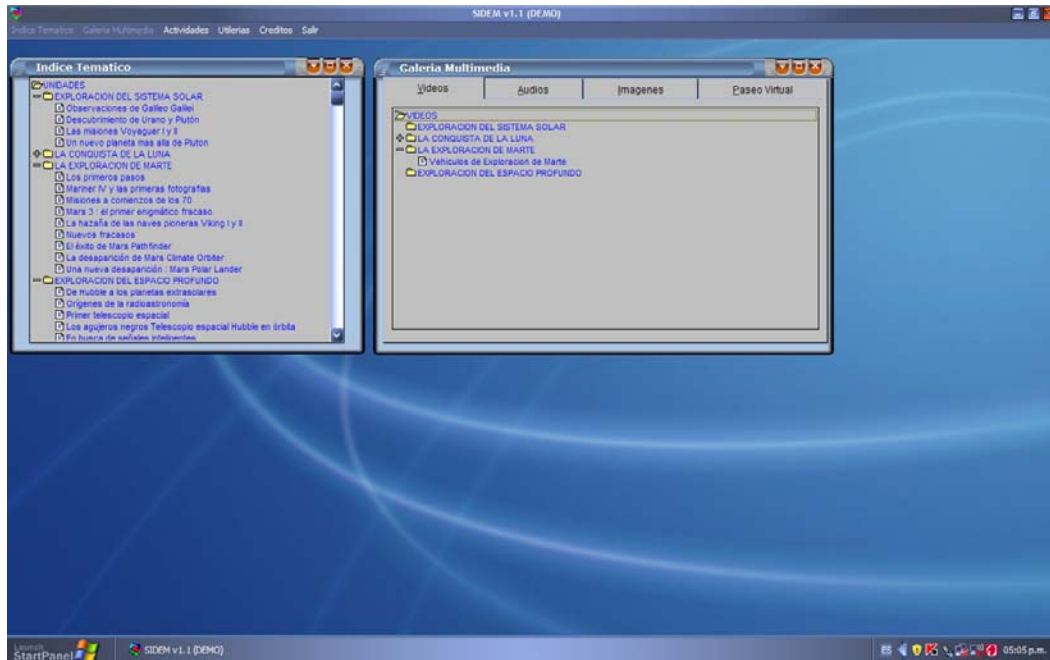 SIDEM v1.1 (DEMO)
Indice Tematico Galeria Multimedia Actividades Utilerias Creditos Salir
Indice Tematico
UNIDADES
EXPLORACION DEL SISTEMA SOLAR
Observaciones de Galileo Galilei
Descubrimiento de Urano y Plutón
Las misiones Voyaguer I y II
Un nuevo planeta mas alla de Pluton
LA CONQUISTA DE LA LUNA
LA EXPLORACION DE MARTE
Los primeros pasos
Mariner IV y las primeras fotografias
Misiones a comienzos de los 70
Mars 3 : el primer enigmático fracaso
La hazaña de las naves pioneras Viking I y II
Nuevos fracasos
El éxito de Mars Pathfinder
La desaparición de Mars Climate Orbiter
Una nueva desaparición : Mars Polar Lander
EXPLORACION DEL ESPACIO PROFUNDO
De Hubble a los planetas extrasolares
Orígenes de la radioastronomía
Primer telescopio espacial
Los agujeros negros Telescopio espacial Hubble en órbita
En busca de señales inteligentes
Galeria Multimedia
Videos Audios Imagenes Paseo Virtual
VIDEOS
EXPLORACION DEL SISTEMA SOLAR
LA CONQUISTA DE LA LUNA
LA EXPLORACION DE MARTE
Vehiculos de Exploracion de Marte
EXPLORACION DEL ESPACIO PROFUNDO
Launch
StartPanel
SIDEM v1.1 (DEMO)
ES
05:05 p.m.